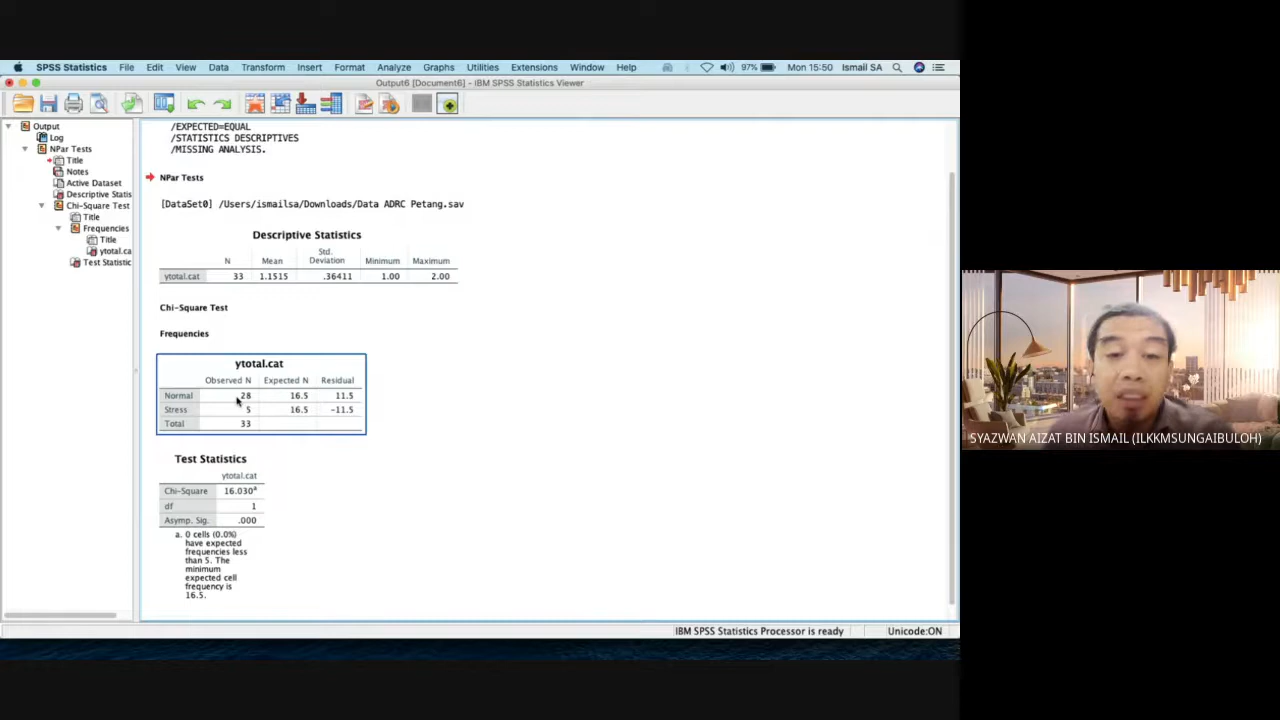 SPSS Statistics File Edit View Data Transform Insert Format Analyze Graphs Utilities Extensions Window Help 97% Mon 15:50 Ismail SA
Output6 [Document6] - IBM SPSS Statistics Viewer
Output
Log
NPar Tests
Title
Notes
Active Dataset
Descriptive Statis
Chi-Square Test
Title
Frequencies
Title
ytotal.ca
Test Statistic
/EXPECTED=EQUAL
/STATISTICS DESCRIPTIVES
/MISSING ANALYSIS.
NPar Tests
[DataSet0] /Users/ismailsa/Downloads/Data ADRC Petang.sav
Descriptive Statistics
N Mean Std. Deviation Minimum Maximum
ytotal.cat 33 1.1515 .36411 1.00 2.00
Chi-Square Test
Frequencies
ytotal.cat
Observed N Expected N Residual
Normal 28 16.5 11.5
Stress 5 16.5 -11.5
Total 33
Test Statistics
ytotal.cat
Chi-Square 16.030a
df 1
Asymp. Sig. .000
a. 0 cells (0.0%)
have expected
frequencies less
than 5. The
minimum
expected cell
frequency is
16.5.
IBM SPSS Statistics Processor is ready Unicode:ON
SYAZWAN AIZAT BIN ISMAIL (ILKKMSUNGAIBULOH)